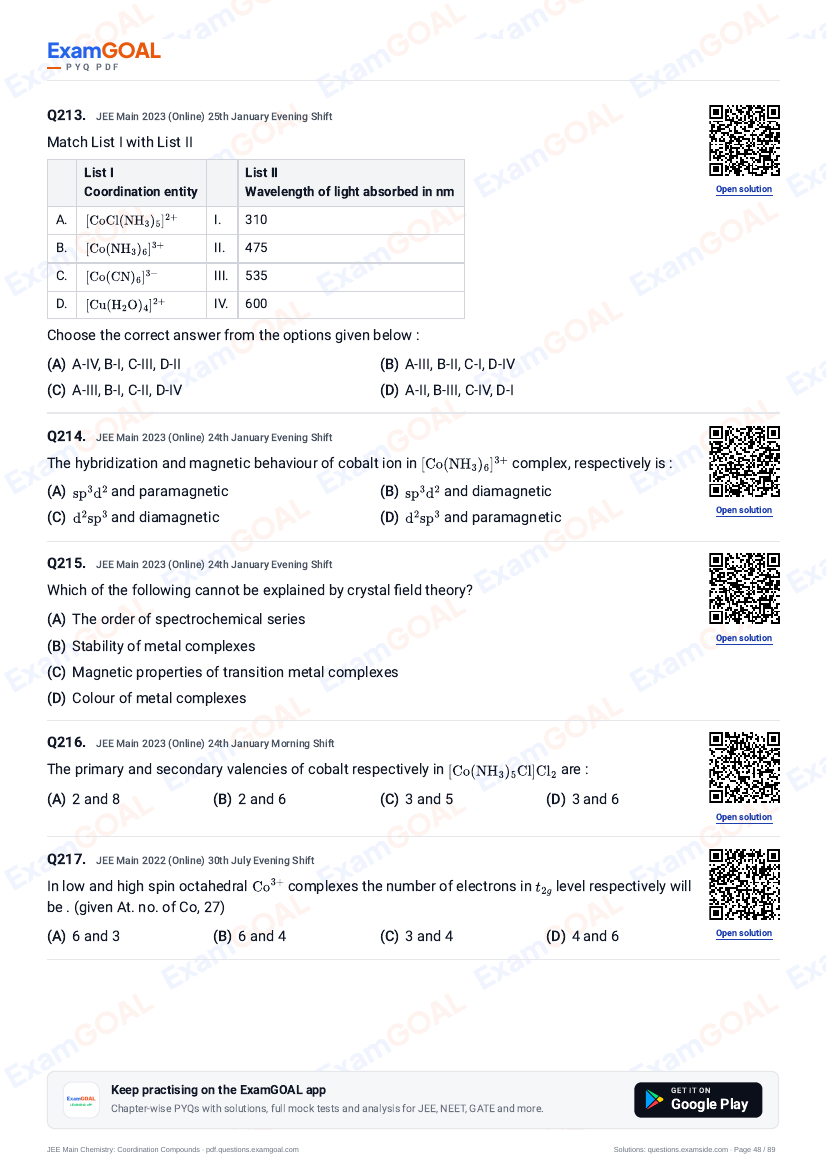 ExamGOAL
PYQ PDF
Q213. JEE Main 2023 (Online) 25th January Evening Shift
Match List I with List II
List I
Coordination entity
List II
Wavelength of light absorbed in nm
A. [CoCl(NH₃)₅]²⁺ I. 310
B. [Co(NH₃)₆]³⁺ II. 475
C. [Co(CN)₆]³⁻ III. 535
D. [Cu(H₂O)₄]²⁺ IV. 600
Choose the correct answer from the options given below :
(A) A-IV, B-I, C-III, D-II (B) A-III, B-II, C-I, D-IV
(C) A-III, B-I, C-II, D-IV (D) A-II, B-III, C-IV, D-I
Open solution
Q214. JEE Main 2023 (Online) 24th January Evening Shift
The hybridization and magnetic behaviour of cobalt ion in [Co(NH₃)₆]³⁺ complex, respectively is :
(A) sp³d² and paramagnetic (B) sp³d² and diamagnetic
(C) d²sp³ and diamagnetic (D) d²sp³ and paramagnetic
Open solution
Q215. JEE Main 2023 (Online) 24th January Evening Shift
Which of the following cannot be explained by crystal field theory?
(A) The order of spectrochemical series
(B) Stability of metal complexes
(C) Magnetic properties of transition metal complexes
(D) Colour of metal complexes
Open solution
Q216. JEE Main 2023 (Online) 24th January Morning Shift
The primary and secondary valencies of cobalt respectively in [Co(NH₃)₅Cl]Cl₂ are :
(A) 2 and 8 (B) 2 and 6 (C) 3 and 5 (D) 3 and 6
Open solution
Q217. JEE Main 2022 (Online) 30th July Evening Shift
In low and high spin octahedral Co³⁺ complexes the number of electrons in t₂g level respectively will
be . (given At. no. of Co, 27)
(A) 6 and 3 (B) 6 and 4 (C) 3 and 4 (D) 4 and 6
Open solution
Keep practising on the ExamGOAL app
Chapter-wise PYQs with solutions, full mock tests and analysis for JEE, NEET, GATE and more.
GET IT ON
Google Play
JEE Main Chemistry: Coordination Compounds · pdf.questions.examgoal.com
Solutions: questions.examside.com · Page 48 / 89